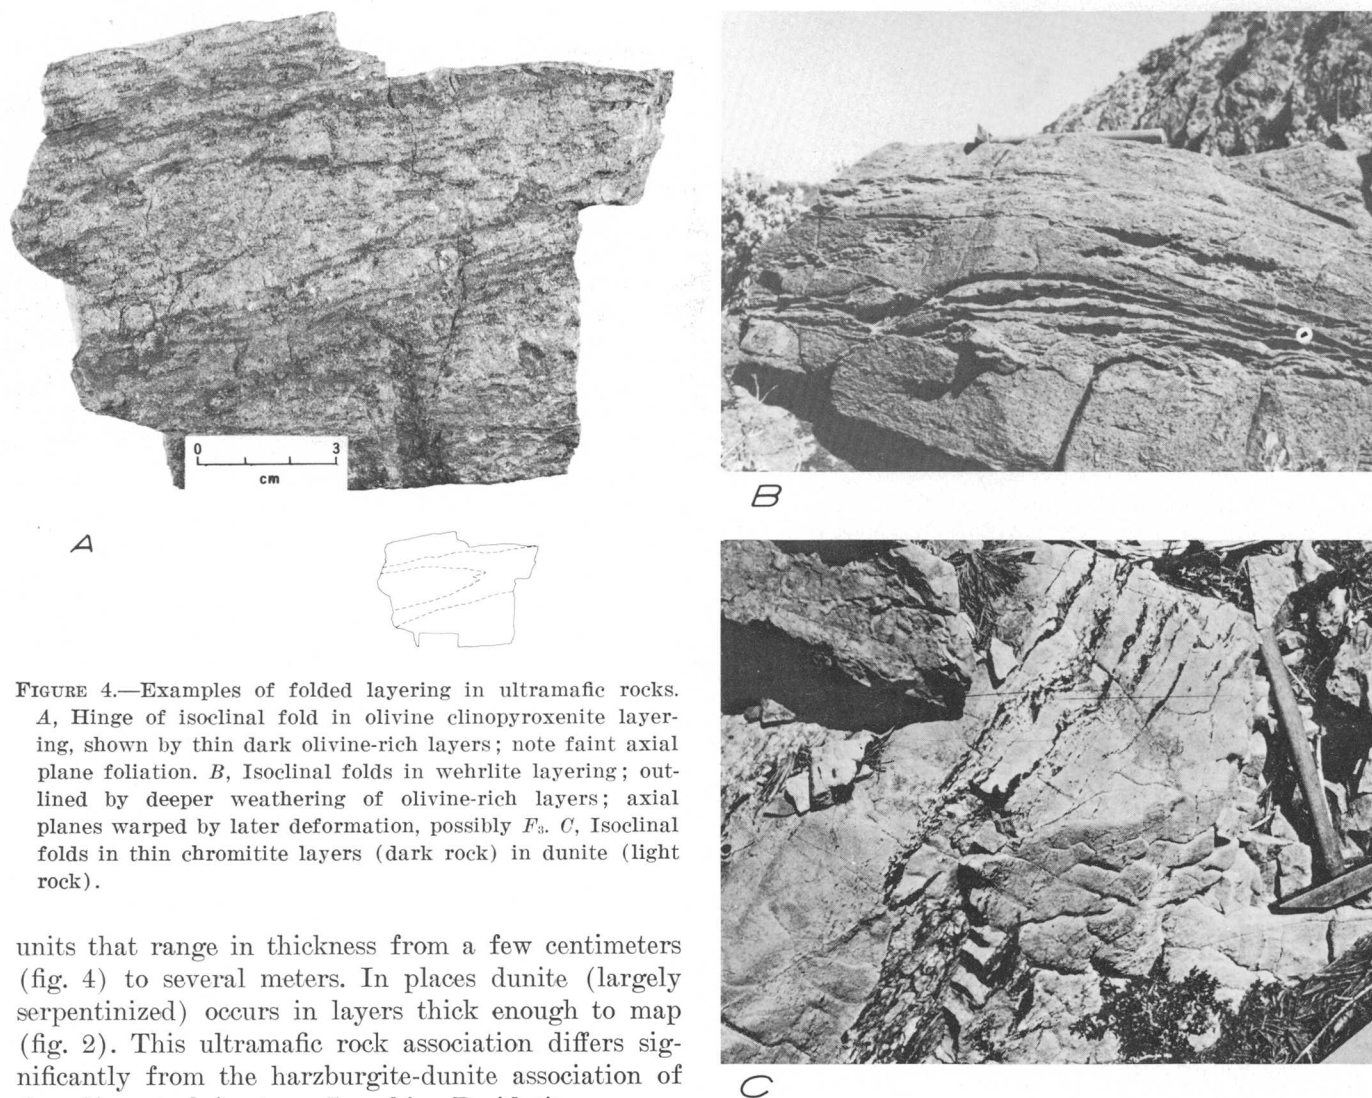 0 3
cm
A
B
FIGURE 4.—Examples of folded layering in ultramafic rocks.
A, Hinge of isoclinal fold in olivine clinopyroxenite layer-
ing, shown by thin dark olivine-rich layers; note faint axial
plane foliation. B, Isoclinal folds in wehrlite layering; out-
lined by deeper weathering of olivine-rich layers; axial
planes warped by later deformation, possibly F₃. C, Isoclinal
folds in thin chromitite layers (dark rock) in dunite (light
rock).
units that range in thickness from a few centimeters
(fig. 4) to several meters. In places dunite (largely
serpentinized) occurs in layers thick enough to map
(fig. 2). This ultramafic rock association differs sig-
nificantly from the harzburgite-dunite association of
C